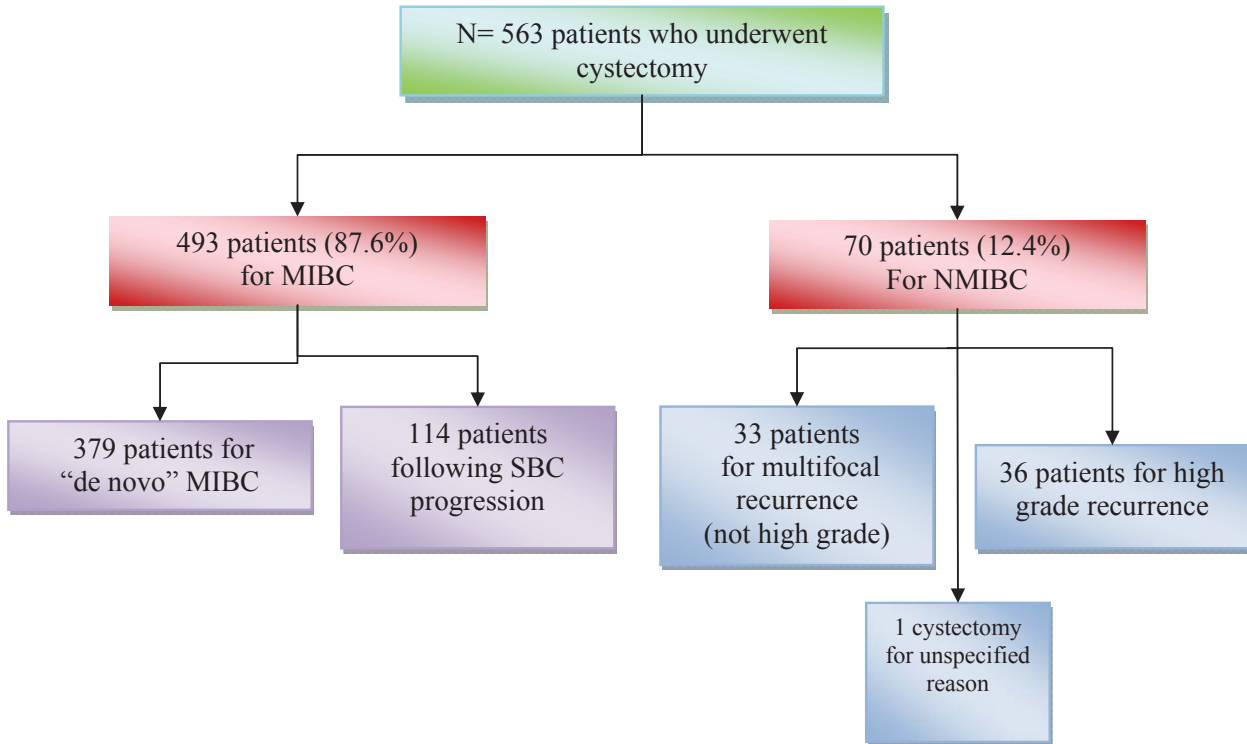 N= 563 patients who underwent
cystectomy
493 patients (87.6%)
for MIBC
70 patients (12.4%)
For NMIBC
379 patients for
“de novo” MIBC
114 patients
following SBC
progression
33 patients
for multifocal
recurrence
(not high grade)
36 patients for high
grade recurrence
1 cystectomy
for unspecified
reason